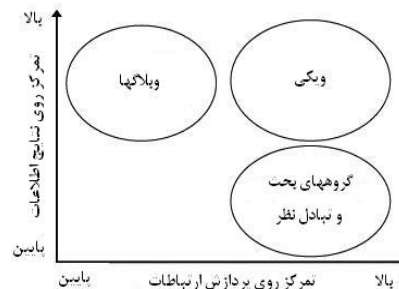 بالا
تمرکز روی نتایج اطلاعات
پایین
وبلاگها
ویکی
گروههای بحث
و تبادل نظر
پایین
تمرکز روی پردازش ارتباطات
بالا